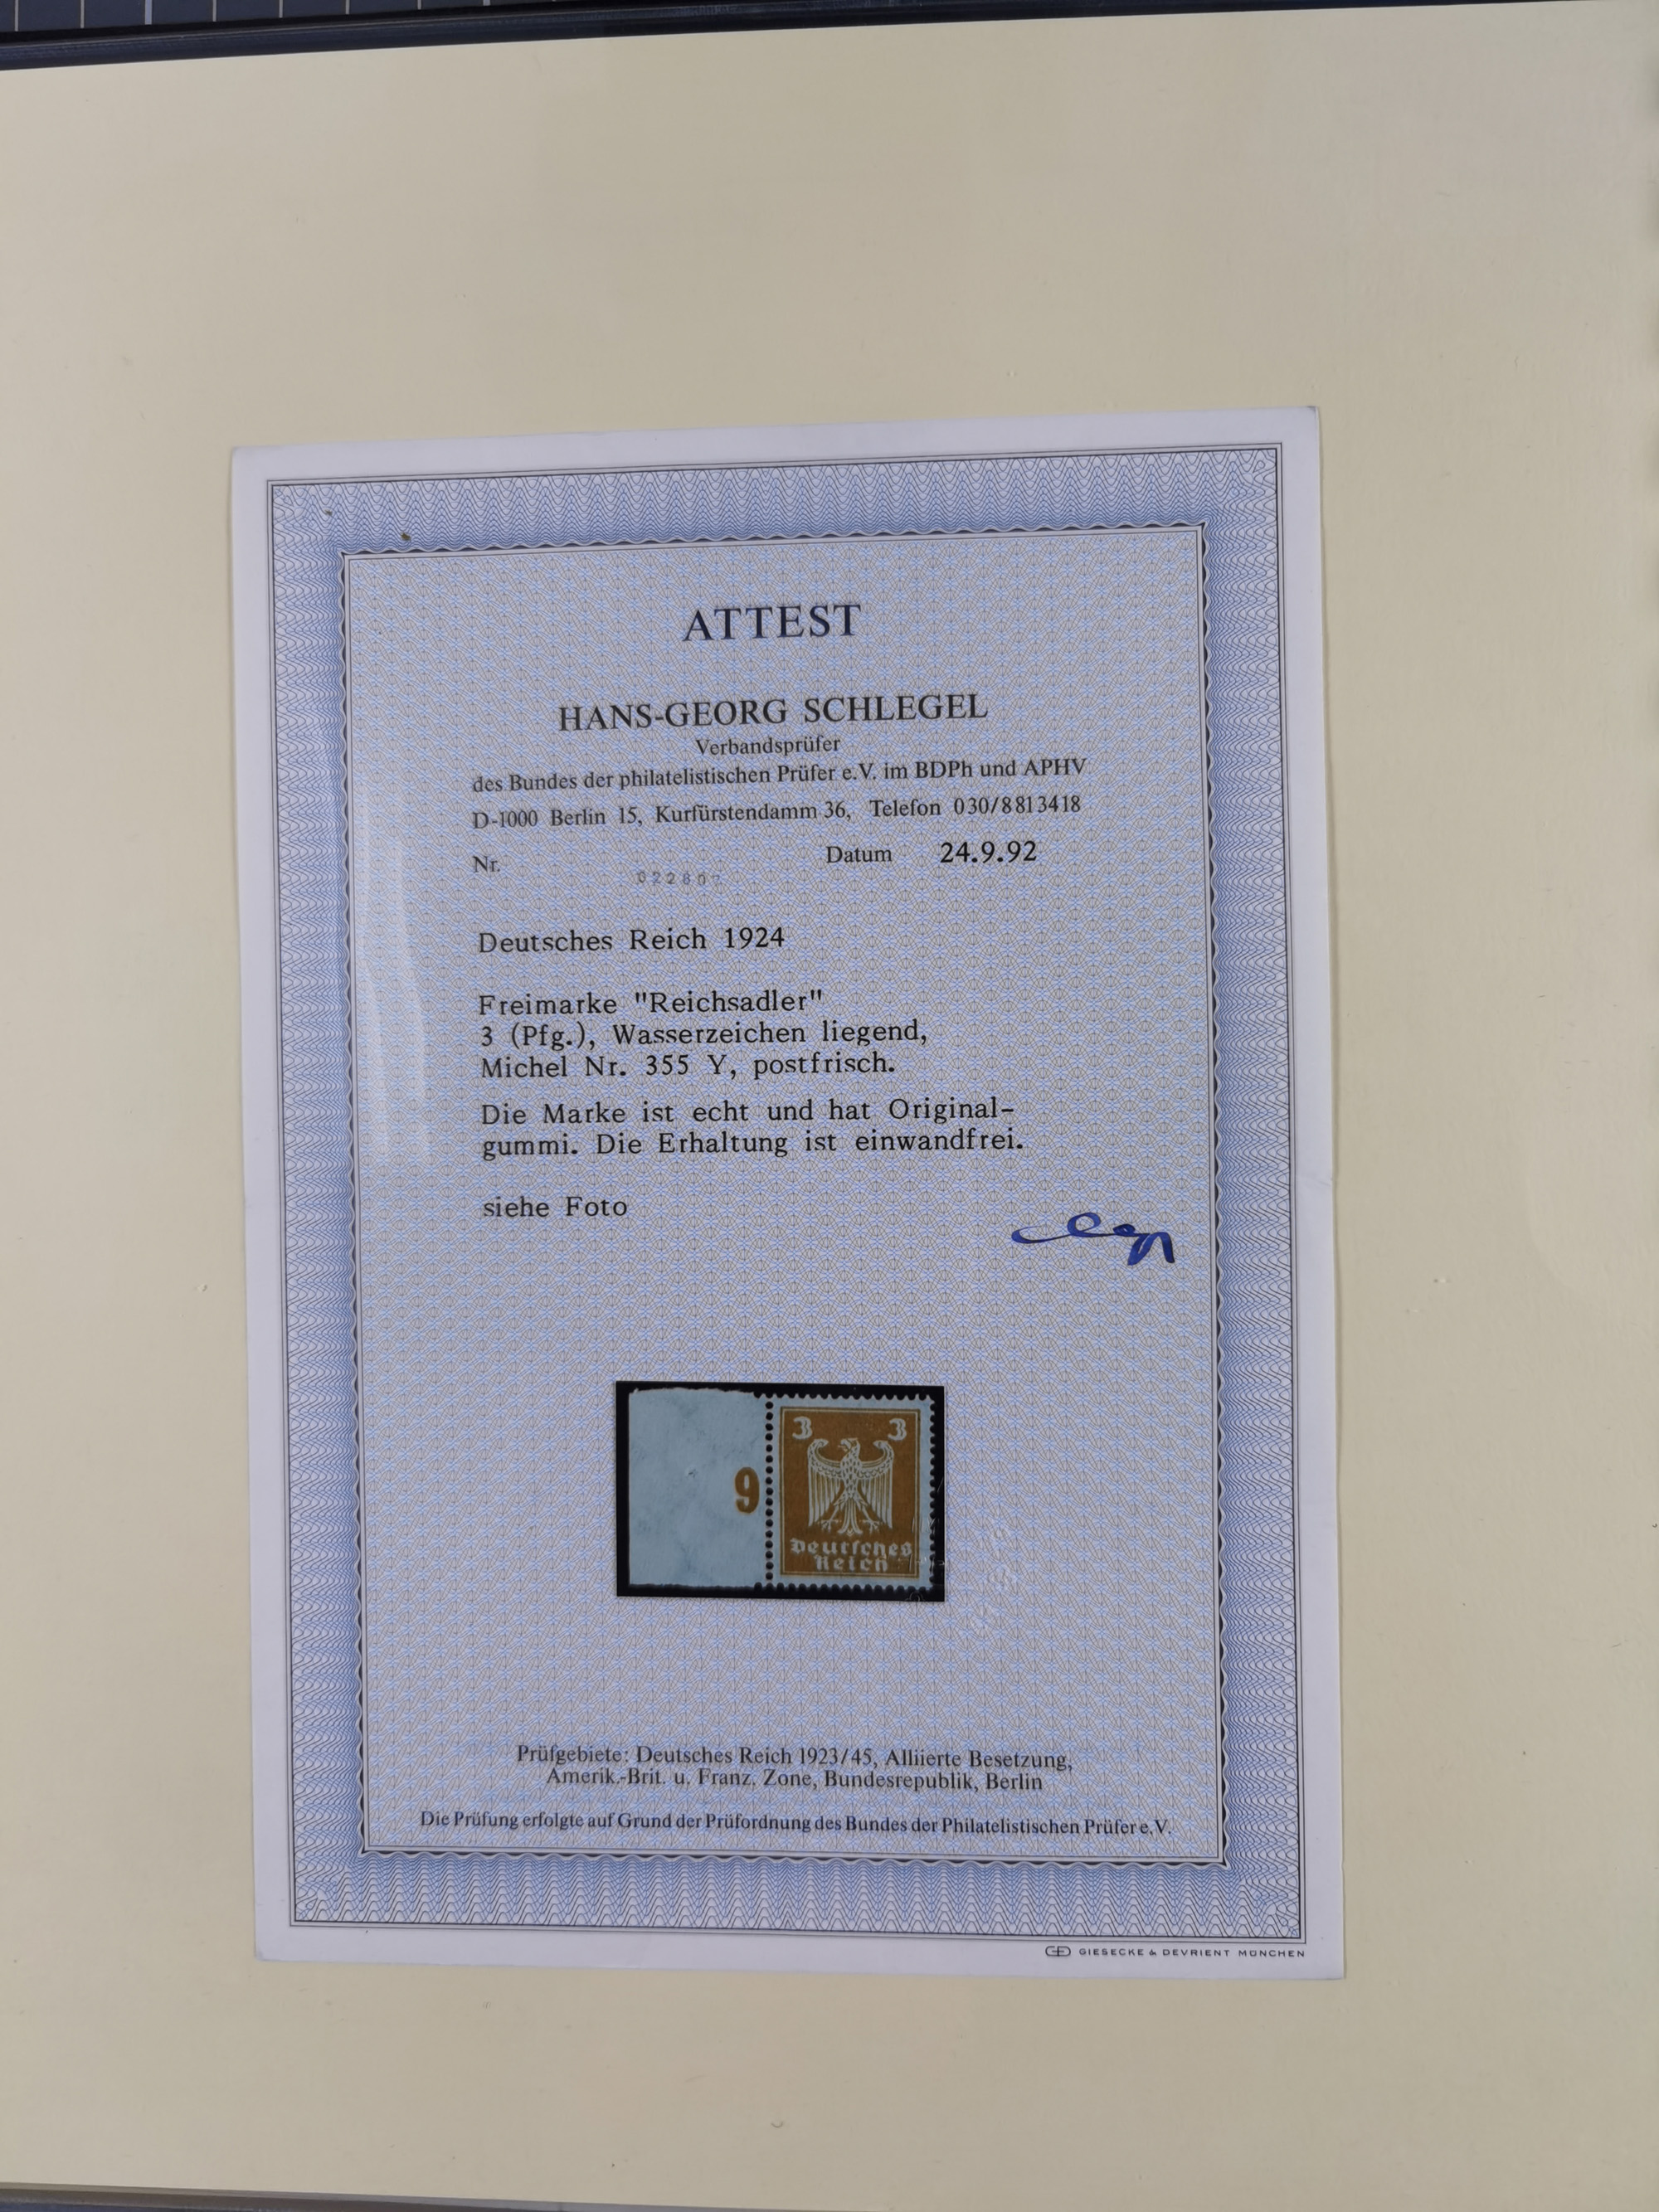 ATTEST
HANS-GEORG SCHLEGEL
Verbandsprüfer
des Bundes der philatelistischen Prüfer e.V. im BDPh und APHV
D-1000 Berlin 15, Kurfürstendamm 36, Telefon 030/8813418
Nr. Datum 24.9.92
Deutsches Reich 1924
Freimarke "Reichsadler"
3 (Pfg.), Wasserzeichen liegend,
Michel Nr. 355 Y, postfrisch.
Die Marke ist echt und hat Original-
gummi. Die Erhaltung ist einwandfrei.
siehe Foto
3 3
9
Deutsches
Reich
Prüfgebiete: Deutsches Reich 1923/45, Alliierte Besetzung,
Amerik.-Brit. u. Franz. Zone, Bundesrepublik, Berlin
Die Prüfung erfolgte auf Grund der Prüfordnung des Bundes der Philatelistischen Prüfer e.V.
GIESECKE & DEVRIENT MÜNCHEN